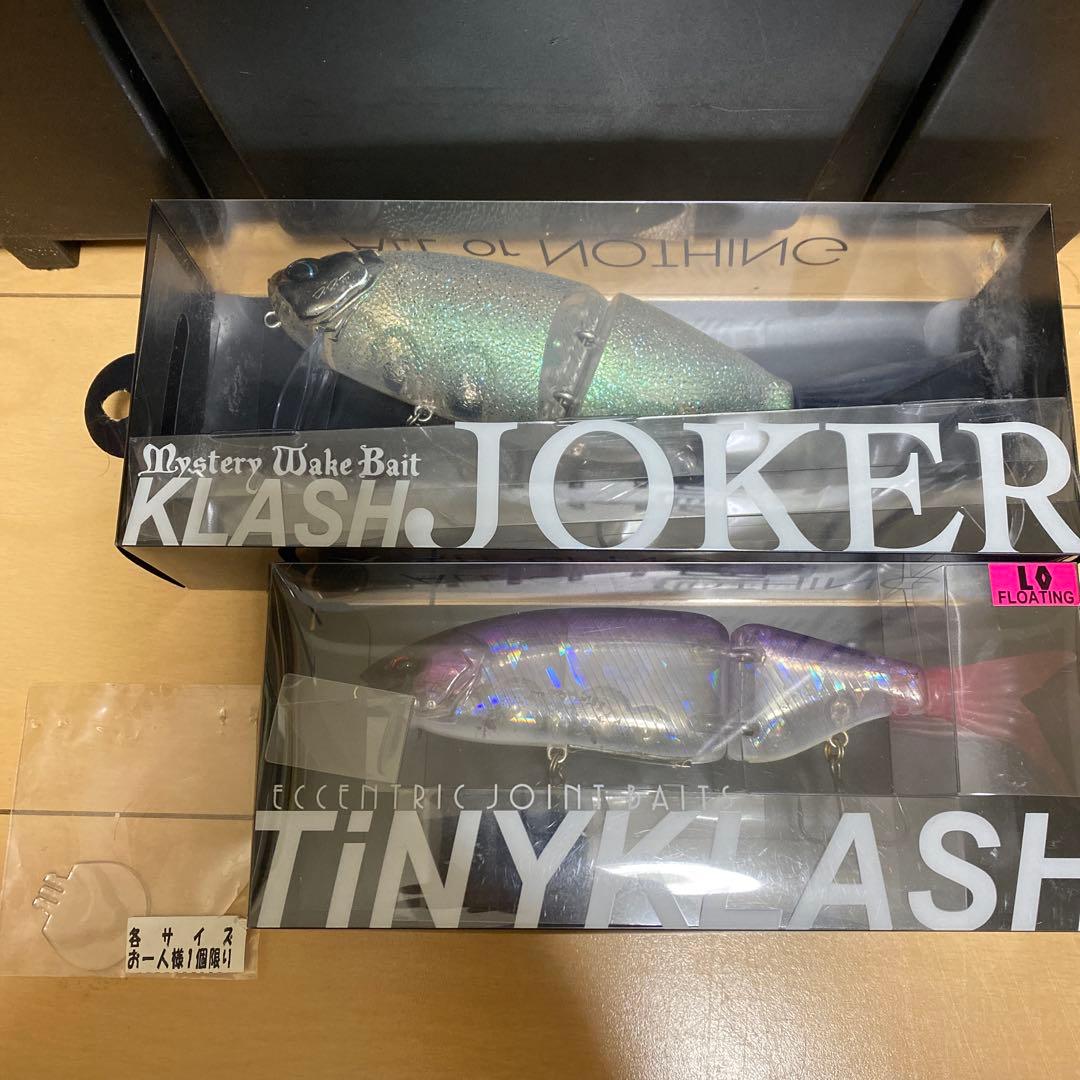 ALL or NOTHING
Mystery Wake Bait
KLASH JOKER
LO
FLOATING
ECCENTRIC JOINT BAITS
TiNYKLASH
各サイズ
お一人様1個限り